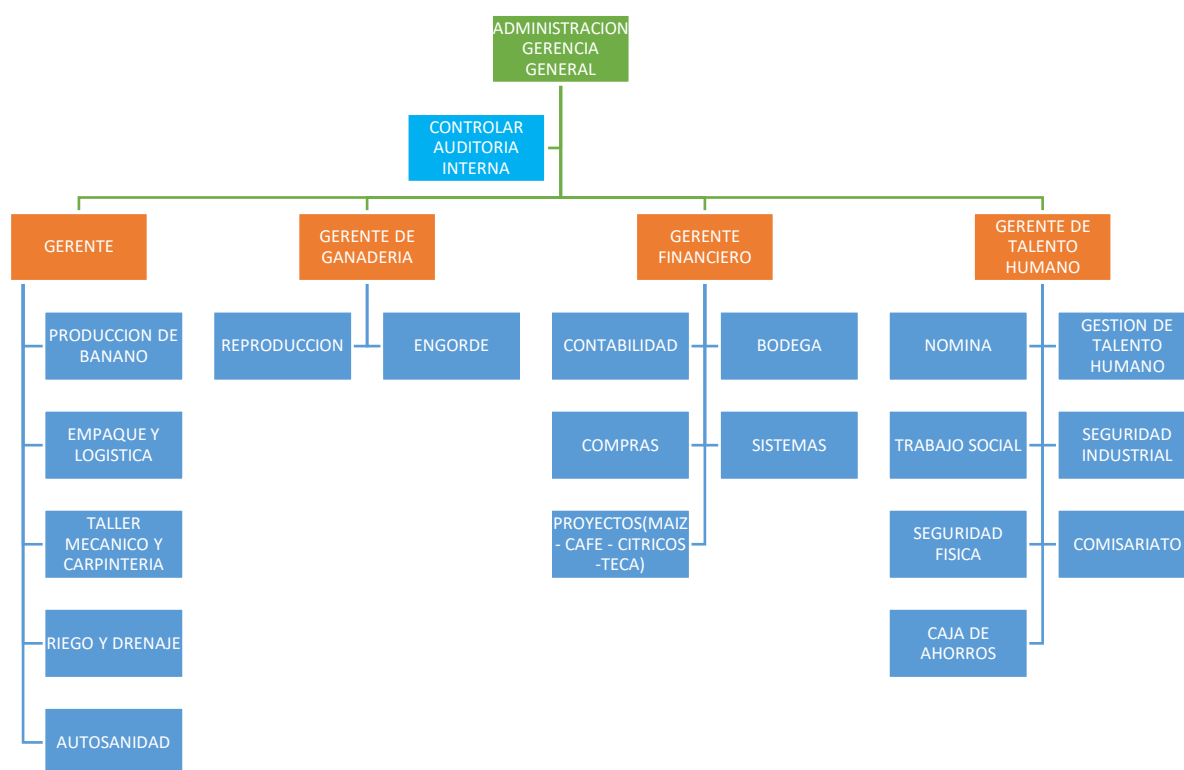 ADMINISTRACION
GERENCIA
GENERAL
CONTROLAR
AUDITORIA
INTERNA
GERENTE
GERENTE DE
GANADERIA
GERENTE
FINANCIERO
GERENTE DE
TALENTO
HUMANO
PRODUCCION DE
BANANO
EMPAQUE Y
LOGISTICA
TALLER
MECANICO Y
CARPINTERIA
RIEGO Y DRENAJE
AUTOSANIDAD
REPRODUCCION
ENGORDE
CONTABILIDAD
BODEGA
COMPRAS
SISTEMAS
PROYECTOS(MAIZ
- CAFE - CITRICOS
-TECA)
NOMINA
GESTION DE
TALENTO
HUMANO
TRABAJO SOCIAL
SEGURIDAD
INDUSTRIAL
SEGURIDAD
FISICA
COMISARIATO
CAJA DE
AHORROS